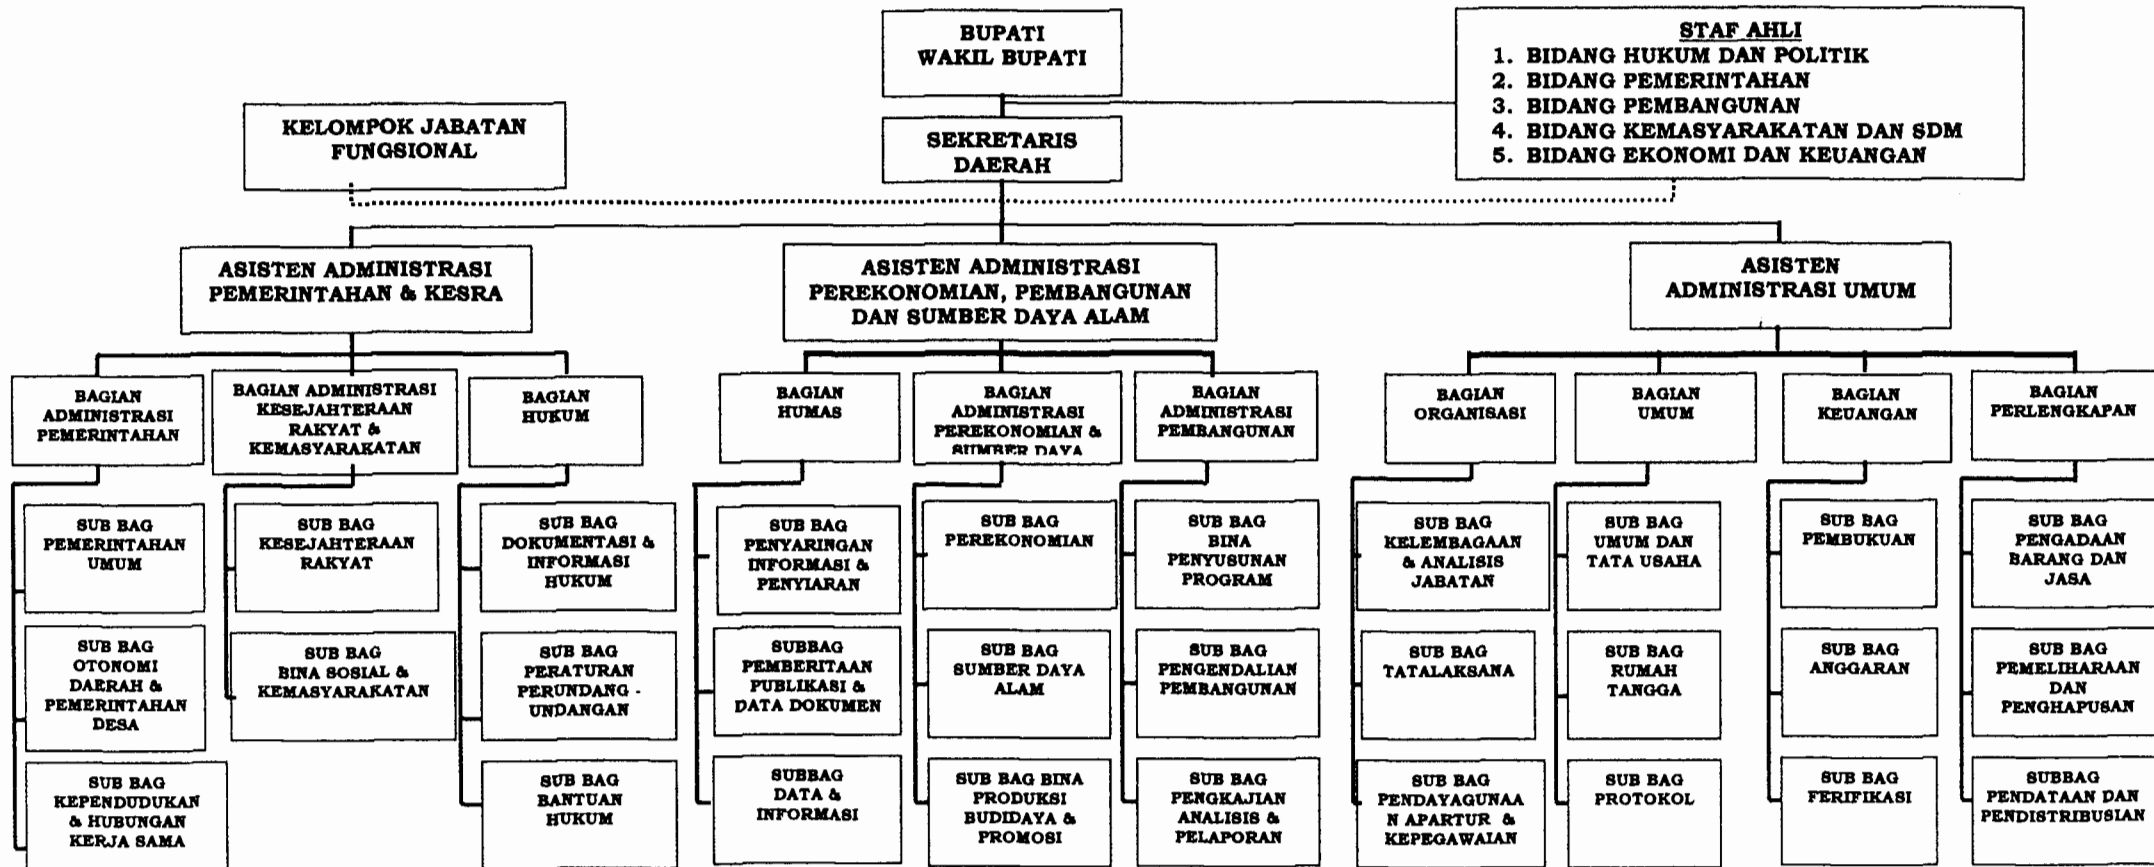 BUPATI
WAKIL BUPATI
STAF AHLI
1. BIDANG HUKUM DAN POLITIK
2. BIDANG PEMERINTAHAN
3. BIDANG PEMBANGUNAN
4. BIDANG KEMASYARAKATAN DAN SDM
5. BIDANG EKONOMI DAN KEUANGAN
KELOMPOK JABATAN
FUNGSIONAL
SEKRETARIS
DAERAH
ASISTEN ADMINISTRASI
PEMERINTAHAN & KESRA
ASISTEN ADMINISTRASI
PEREKONOMIAN, PEMBANGUNAN
DAN SUMBER DAYA ALAM
ASISTEN
ADMINISTRASI UMUM
BAGIAN
ADMINISTRASI
PEMERINTAHAN
BAGIAN ADMINISTRASI
KESEJAHTERAAN
RAKYAT &
KEMASYARAKATAN
BAGIAN
HUKUM
BAGIAN
HUMAS
BAGIAN
ADMINISTRASI
PEREKONOMIAN &
SUMBER DAYA
BAGIAN
ADMINISTRASI
PEMBANGUNAN
BAGIAN
ORGANISASI
BAGIAN
UMUM
BAGIAN
KEUANGAN
BAGIAN
PERLENGKAPAN
SUB BAG
PEMERINTAHAN
UMUM
SUB BAG
KESEJAHTERAAN
RAKYAT
SUB BAG
DOKUMENTASI &
INFORMASI
HUKUM
SUB BAG
PENYARINGAN
INFORMASI &
PENYIARAN
SUB BAG
PEREKONOMIAN
SUB BAG
BINA
PENYUSUNAN
PROGRAM
SUB BAG
KELEMBAGAAN
& ANALISIS
JABATAN
SUB BAG
UMUM DAN
TATA USAHA
SUB BAG
PEMBUKUAN
SUB BAG
PENGADAAN
BARANG DAN
JASA
SUB BAG
OTONOMI
DAERAH &
PEMERINTAHAN
DESA
SUB BAG
BINA SOSIAL &
KEMASYARAKATAN
SUB BAG
PERATURAN
PERUNDANG -
UNDANGAN
SUBBAG
PEMBERITAAN
PUBLIKASI &
DATA DOKUMEN
SUB BAG
SUMBER DAYA
ALAM
SUB BAG
PENGENDALIAN
PEMBANGUNAN
SUB BAG
TATALAKSANA
SUB BAG
RUMAH
TANGGA
SUB BAG
ANGGARAN
SUB BAG
PEMELIHARAAN
DAN
PENGHAPUSAN
SUB BAG
KEPENDUDUKAN
& HUBUNGAN
KERJA SAMA
SUB BAG
BANTUAN
HUKUM
SUBBAG
DATA &
INFORMASI
SUB BAG BINA
PRODUKSI
BUDIDAYA &
PROMOSI
SUB BAG
PENGKAJIAN
ANALISIS &
PELAPORAN
SUB BAG
PENDAYAGUNAA
N APARTUR &
KEPEGAWAIAN
SUB BAG
PROTOKOL
SUB BAG
FERIFIKASI
SUBBAG
PENDATAAN DAN
PENDISTRIBUSIAN